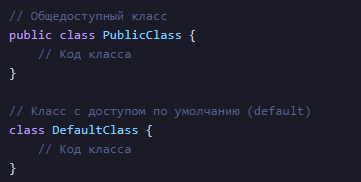 // Общедоступный класс
public class PublicClass {
    // Код класса
}
// Класс с доступом по умолчанию (default)
class DefaultClass {
    // Код класса
}